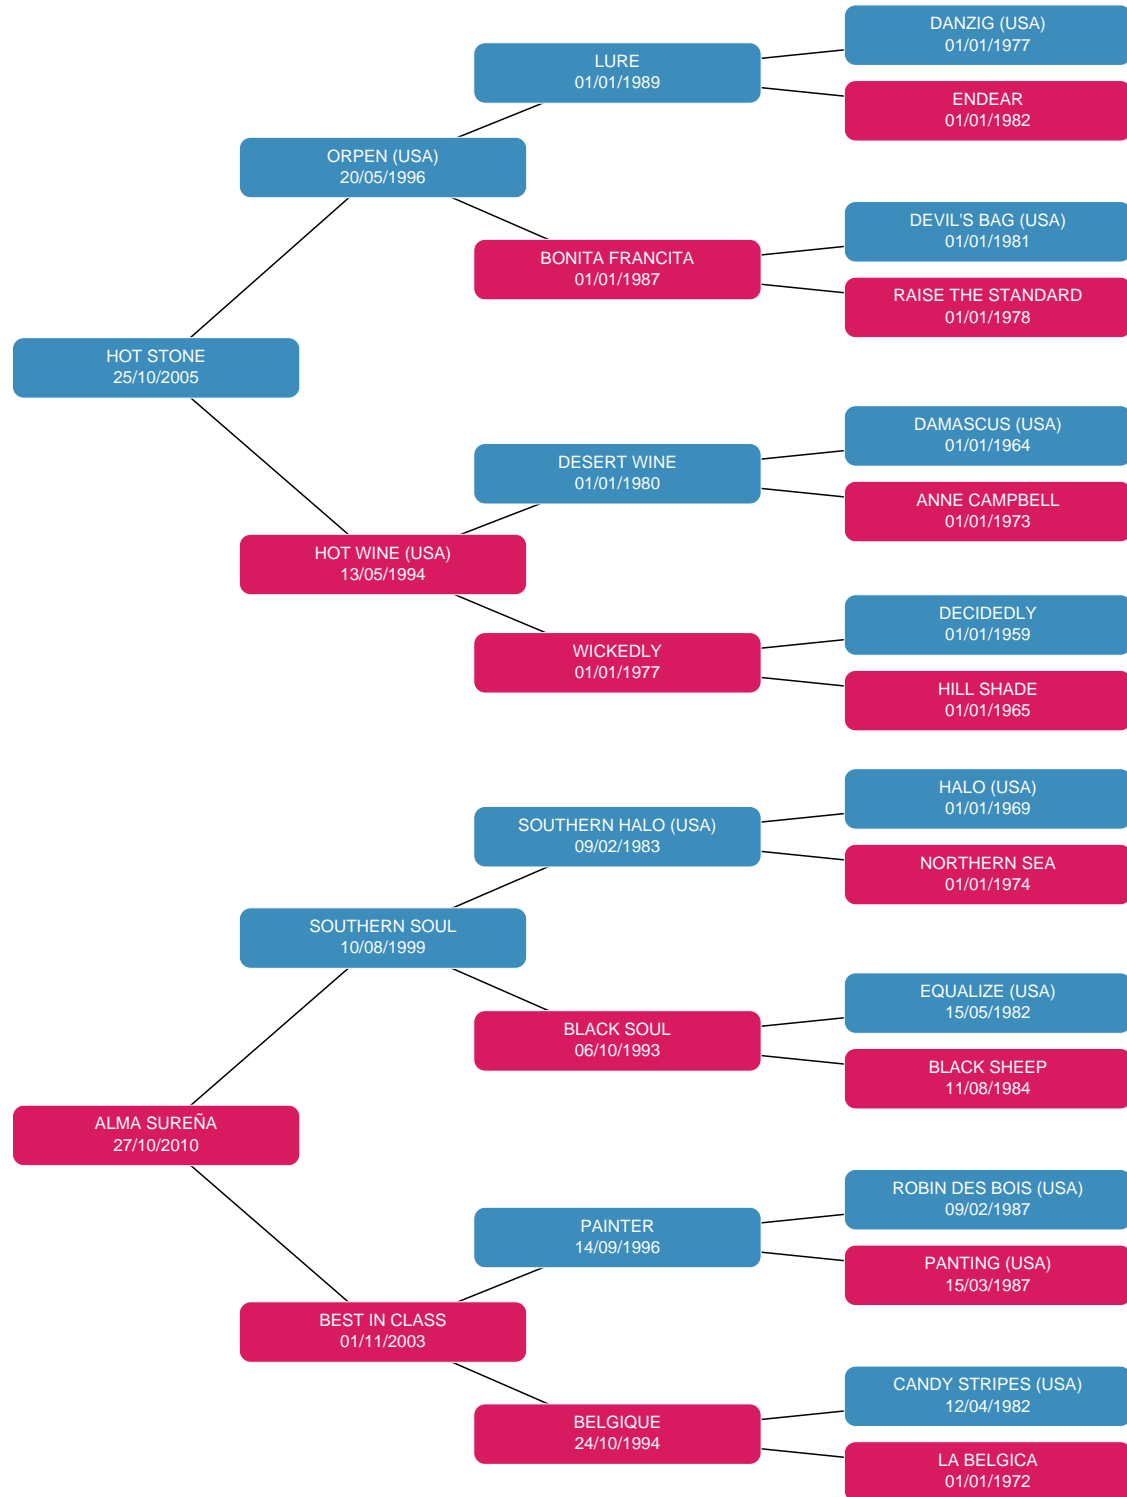 DANZIG (USA)
01/01/1977
LURE
01/01/1989
ENDEAR
01/01/1982
ORPEN (USA)
20/05/1996
DEVIL'S BAG (USA)
01/01/1981
BONITA FRANCITA
01/01/1987
RAISE THE STANDARD
01/01/1978
HOT STONE
25/10/2005
DAMASCUS (USA)
01/01/1964
DESERT WINE
01/01/1980
ANNE CAMPBELL
01/01/1973
HOT WINE (USA)
13/05/1994
DECIDEDLY
01/01/1959
WICKEDLY
01/01/1977
HILL SHADE
01/01/1965
HALO (USA)
01/01/1969
SOUTHERN HALO (USA)
09/02/1983
NORTHERN SEA
01/01/1974
SOUTHERN SOUL
10/08/1999
EQUALIZE (USA)
15/05/1982
BLACK SOUL
06/10/1993
BLACK SHEEP
11/08/1984
ALMA SUREÑA
27/10/2010
ROBIN DES BOIS (USA)
09/02/1987
PAINTER
14/09/1996
PANTING (USA)
15/03/1987
BEST IN CLASS
01/11/2003
CANDY STRIPES (USA)
12/04/1982
BELGIQUE
24/10/1994
LA BELGICA
01/01/1972